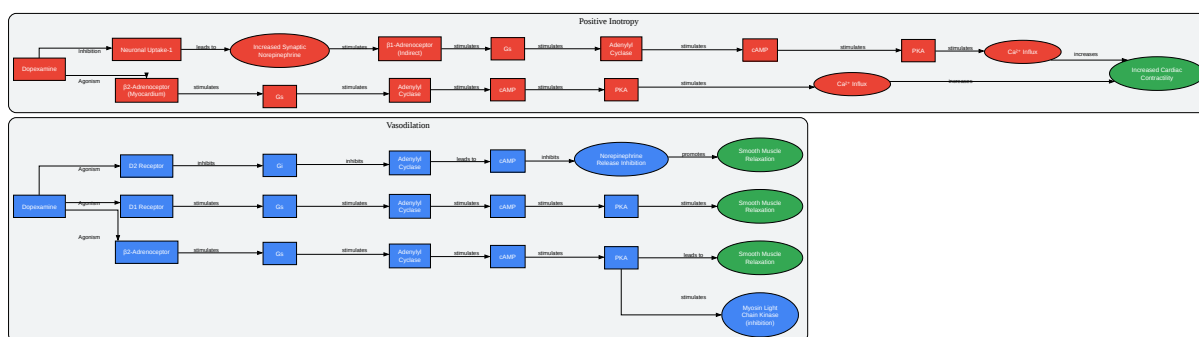 Positive Inotropy
Dopexamine
Inhibition
Neuronal Uptake-1
leads to
Increased Synaptic
Norepinephrine
stimulates
β1-Adrenoceptor
(Indirect)
stimulates
Gs
stimulates
Adenylyl
Cyclase
stimulates
cAMP
stimulates
PKA
stimulates
Ca²⁺ Influx
increases
Agonism
β2-Adrenoceptor
(Myocardium)
stimulates
Gs
stimulates
Adenylyl
Cyclase
stimulates
cAMP
stimulates
PKA
stimulates
Ca²⁺ Influx
increases
Increased Cardiac
Contractility
Vasodilation
Dopexamine
Agonism
D2 Receptor
inhibits
Gi
inhibits
Adenylyl
Cyclase
leads to
cAMP
inhibits
Norepinephrine
Release Inhibition
promotes
Smooth Muscle
Relaxation
Agonism
D1 Receptor
stimulates
Gs
stimulates
Adenylyl
Cyclase
stimulates
cAMP
stimulates
PKA
stimulates
Smooth Muscle
Relaxation
Agonism
β2-Adrenoceptor
stimulates
Gs
stimulates
Adenylyl
Cyclase
stimulates
cAMP
stimulates
PKA
leads to
Smooth Muscle
Relaxation
stimulates
Myosin Light
Chain Kinase
(Inhibition)